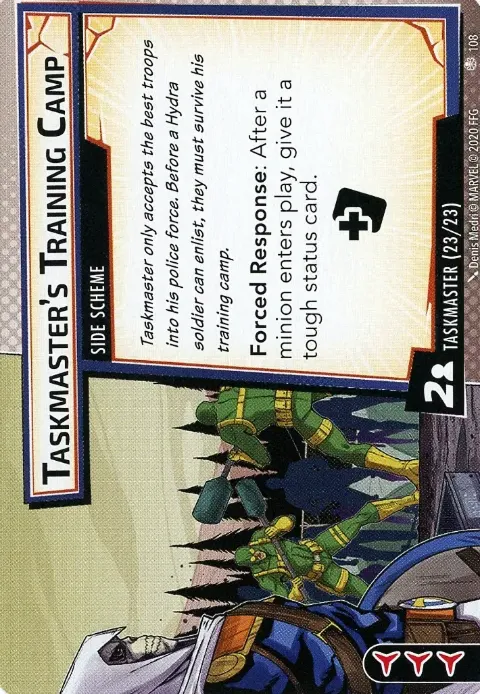 TASKMASTER'S TRAINING CAMP
SIDE SCHEME
Taskmaster only accepts the best troops
into his police force. Before a Hydra
soldier can enlist, they must survive his
training camp.
Forced Response: After a
minion enters play, give it a
tough status card.
2
TASKMASTER (23/23)
Denis Medri © MARVEL © 2020 FFG
108